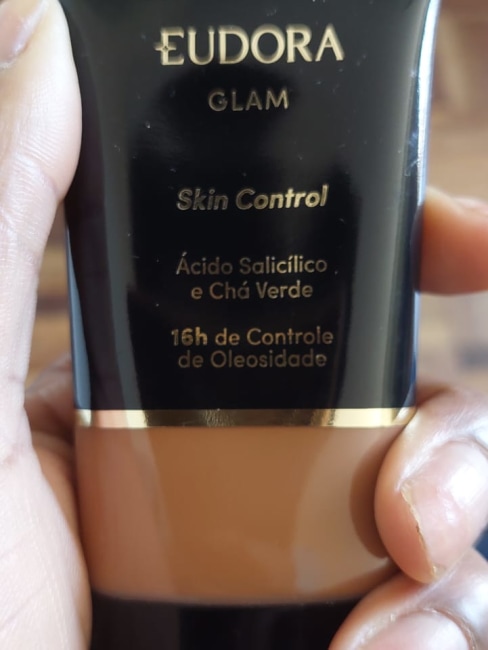 EUDORA
GLAM
Skin Control
Ácido Salicílico
e Chá Verde
16h de Controle
de Oleosidade